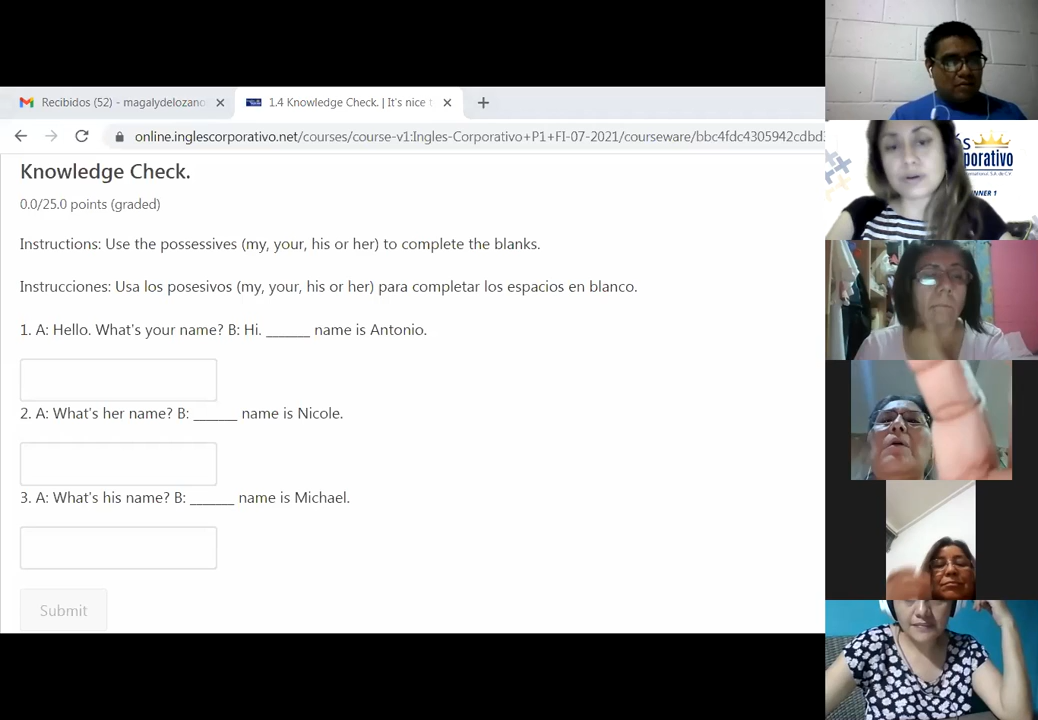 Recibidos (52) - magalydelozano
1.4 Knowledge Check. | It's nice t
online.inglescorporativo.net/courses/course-v1:Ingles-Corporativo+P1+FI-07-2021/courseware/bbc4fdc4305942cdbd
Knowledge Check.
0.0/25.0 points (graded)
Instructions: Use the possessives (my, your, his or her) to complete the blanks.
Instrucciones: Usa los posesivos (my, your, his or her) para completar los espacios en blanco.
1. A: Hello. What's your name? B: Hi. ______ name is Antonio.
2. A: What's her name? B: ______ name is Nicole.
3. A: What's his name? B: ______ name is Michael.
Submit
porativo
NNER 1